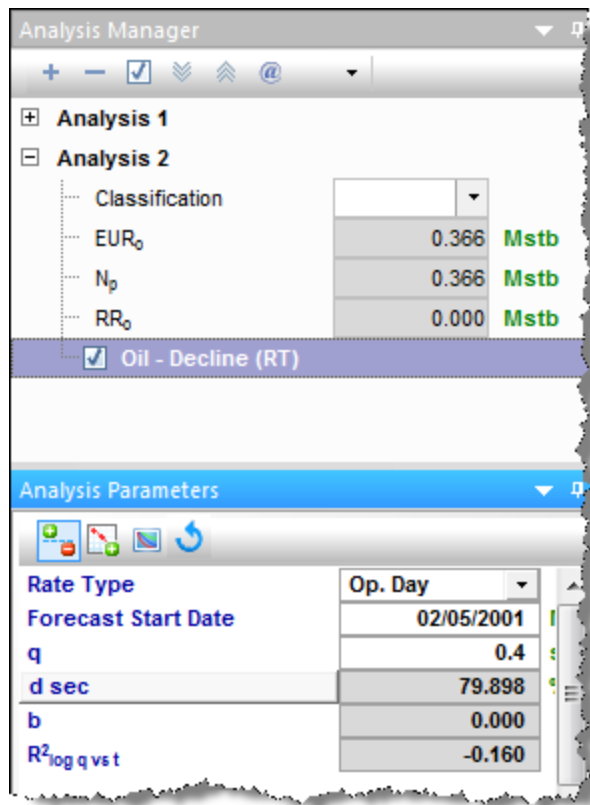 Analysis Manager
Analysis 1
Analysis 2
Classification
EURo 0.366 Mstb
Np 0.366 Mstb
RRo 0.000 Mstb
Oil - Decline (RT)
Analysis Parameters
Rate Type Op. Day
Forecast Start Date 02/05/2001
q 0.4
d sec 79.898
b 0.000
R²log q vs t -0.160